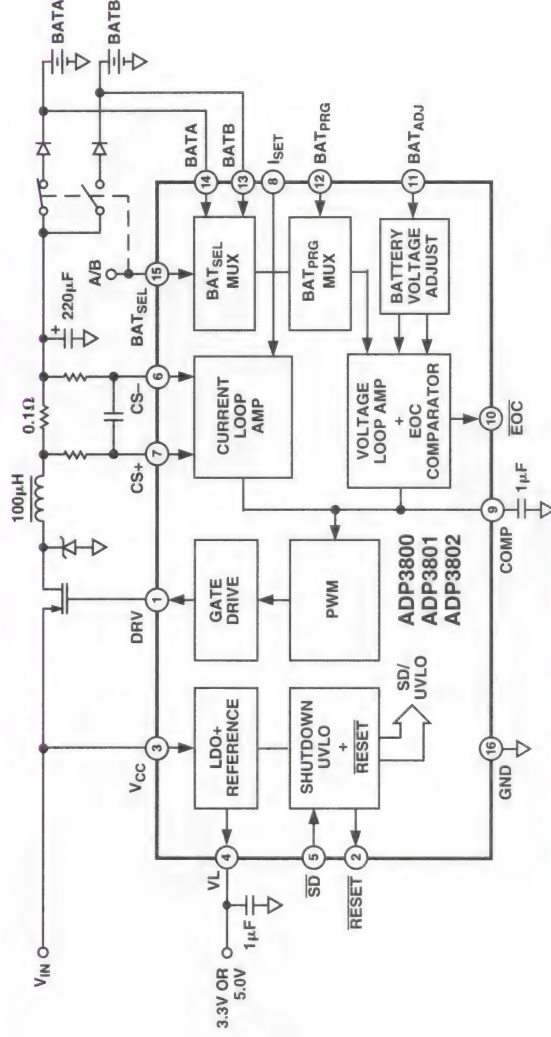 VIN
3.3V OR
5.0V
1µF
100µH
0.1Ω
220µF
+
A/B
BATA
BATB
VCC
3
DRV
1
CS+
7
CS–
6
BATSEL
15
BATA
14
BATB
13
ISET
8
BATPRG
12
BATADJ
11
VL
4
SD
5
RESET
2
LDO+
REFERENCE
SHUTDOWN
UVLO
+
RESET
SD/
UVLO
GATE
DRIVE
PWM
CURRENT
LOOP
AMP
BATSEL
MUX
BATPRG
MUX
VOLTAGE
LOOP AMP
+
EOC
COMPARATOR
BATTERY
VOLTAGE
ADJUST
ADP3800
ADP3801
ADP3802
16
GND
9
COMP
1µF
10
EOC